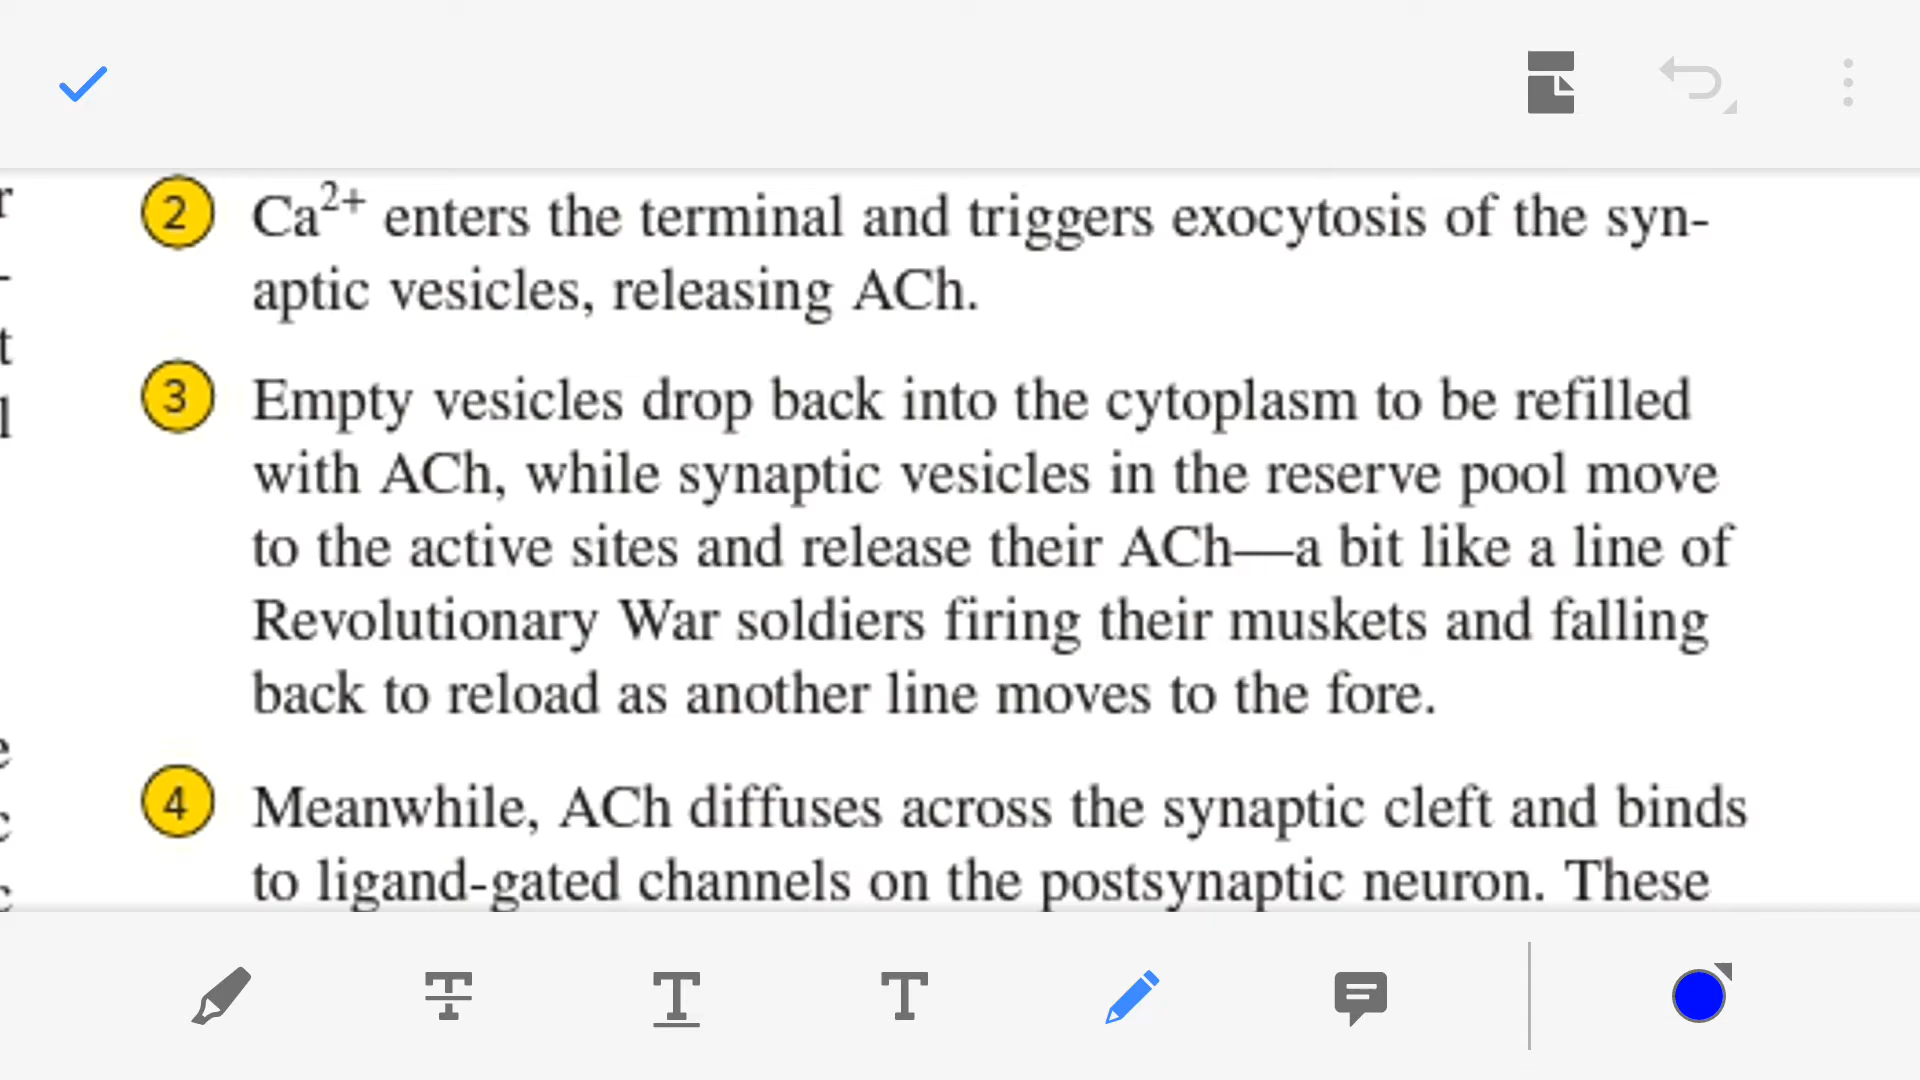 2 Ca²⁺ enters the terminal and triggers exocytosis of the syn-
aptic vesicles, releasing ACh.
3 Empty vesicles drop back into the cytoplasm to be refilled
with ACh, while synaptic vesicles in the reserve pool move
to the active sites and release their ACh—a bit like a line of
Revolutionary War soldiers firing their muskets and falling
back to reload as another line moves to the fore.
4 Meanwhile, ACh diffuses across the synaptic cleft and binds
to ligand-gated channels on the postsynaptic neuron. These